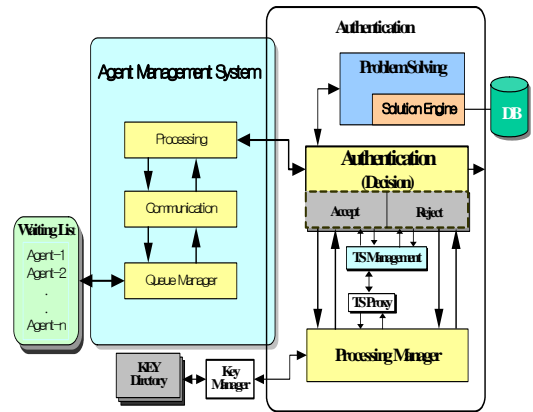 Authentication
Agent Management System
Problem Solving
Solution Engine
DB
Processing
Authentication
(Decision)
Accept
Reject
Communication
Waiting List
Agent-1
Agent-2
.
.
Agent-n
Queue Manager
TS Management
TS Proxy
Processing Manager
KEY
Dirctory
Key
Manager